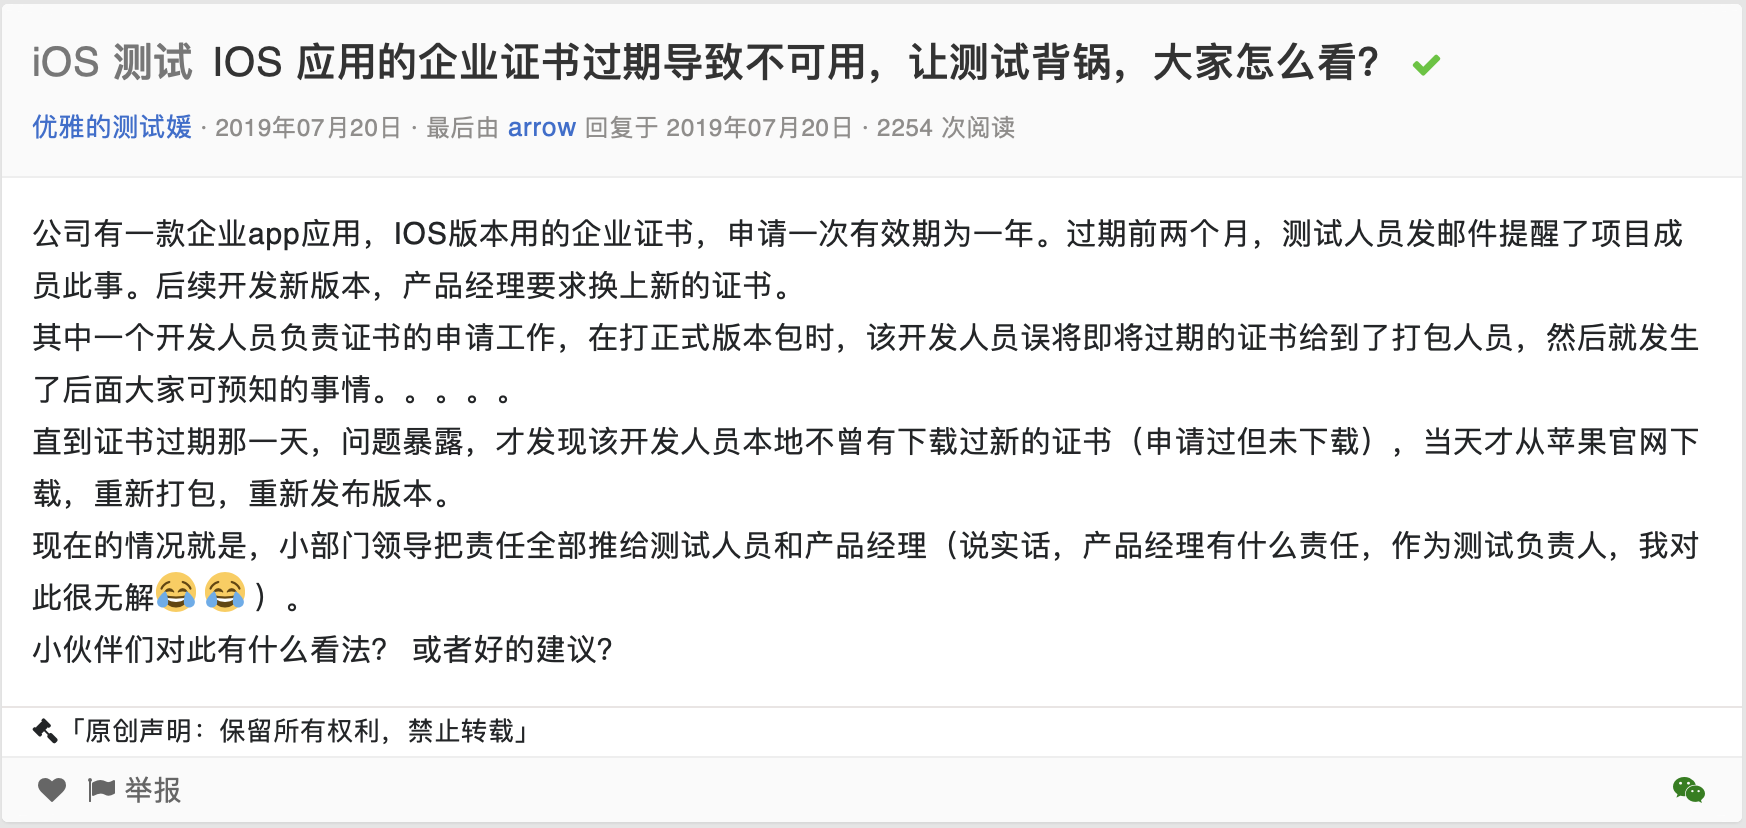 iOS 测试 IOS 应用的企业证书过期导致不可用，让测试背锅，大家怎么看？
优雅的测试媛 · 2019年07月20日 · 最后由 arrow 回复于 2019年07月20日 · 2254 次阅读
公司有一款企业app应用，IOS版本用的企业证书，申请一次有效期为一年。过期前两个月，测试人员发邮件提醒了项目成
员此事。后续开发新版本，产品经理要求换上新的证书。
其中一个开发人员负责证书的申请工作，在打正式版本包时，该开发人员误将即将过期的证书给到了打包人员，然后就发生
了后面大家可预知的事情。。。。。
直到证书过期那一天，问题暴露，才发现该开发人员本地不曾有下载过新的证书（申请过但未下载），当天才从苹果官网下
载，重新打包，重新发布版本。
现在的情况就是，小部门领导把责任全部推给测试人员和产品经理（说实话，产品经理有什么责任，作为测试负责人，我对
此很无解😂😂）。
小伙伴们对此有什么看法？ 或者好的建议？
「原创声明：保留所有权利，禁止转载」
举报